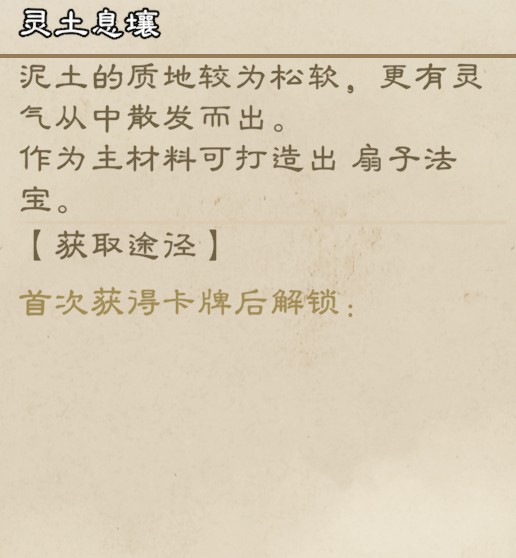 灵土息壤
泥土的质地较为松软，更有灵
气从中散发而出。
作为主材料可打造出 扇子法
宝。
【获取途径】
首次获得卡牌后解锁：